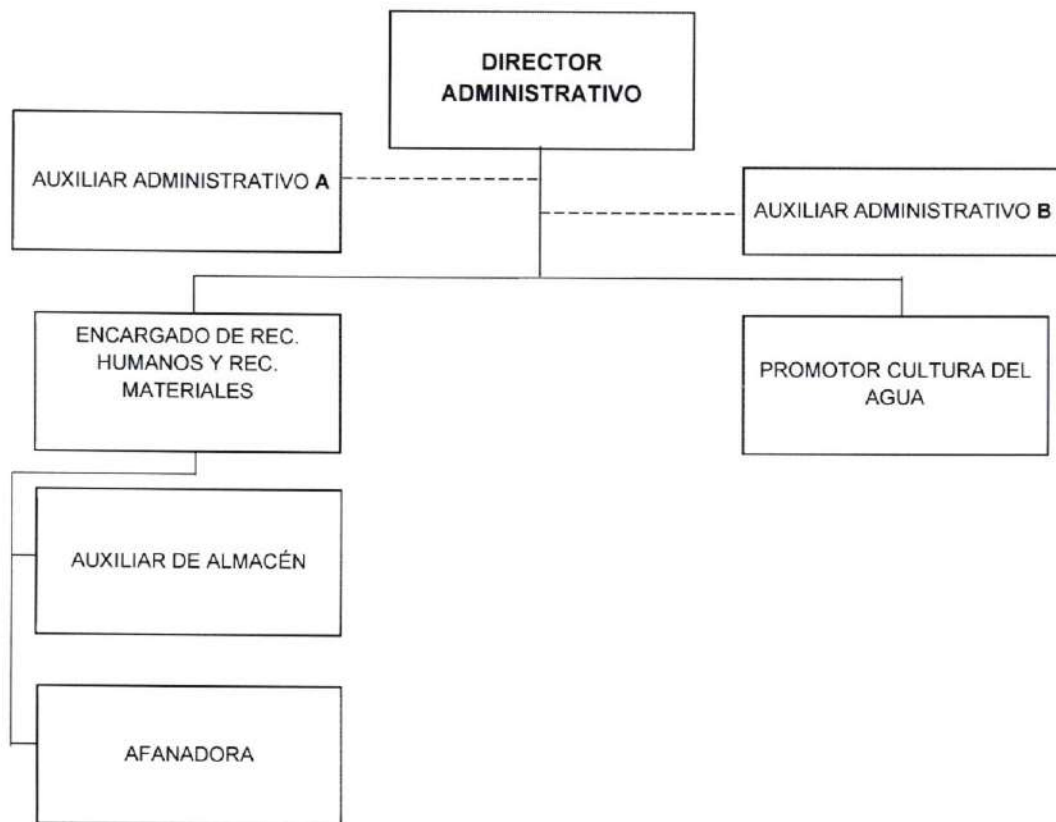 DIRECTOR
ADMINISTRATIVO
AUXILIAR ADMINISTRATIVO A
AUXILIAR ADMINISTRATIVO B
ENCARGADO DE REC.
HUMANOS Y REC.
MATERIALES
PROMOTOR CULTURA DEL
AGUA
AUXILIAR DE ALMACÉN
AFANADORA